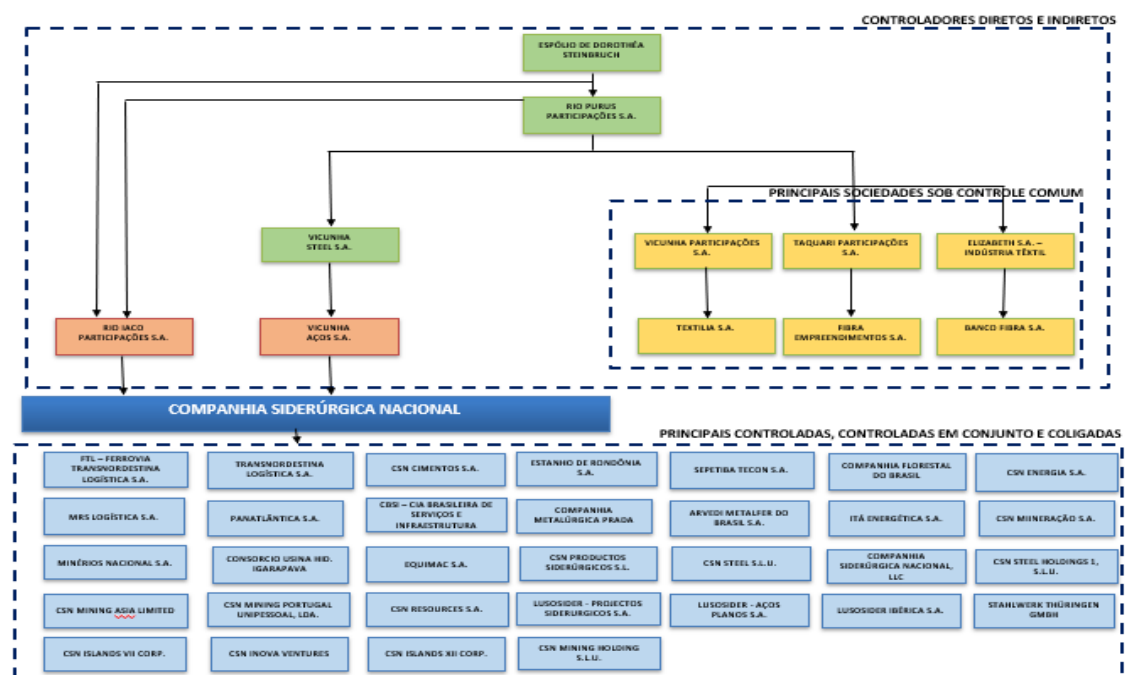 CONTROLADORES DIRETOS E INDIRETOS
ESPÓLIO DE DOROTHÉA
STEINBRUCH
RIO PURUS
PARTICIPAÇÕES S.A.
PRINCIPAIS SOCIEDADES SOB CONTROLE COMUM
VICUNHA
STEEL S.A.
VICUNHA PARTICIPAÇÕES
S.A.
TAQUARI PARTICIPAÇÕES
S.A.
ELIZABETH S.A. –
INDÚSTRIA TÊXTIL
RIO IACO
PARTICIPAÇÕES S.A.
VICUNHA
AÇOS S.A.
TEXTILIA S.A.
FIBRA
EMPREENDIMENTOS S.A.
BANCO FIBRA S.A.
COMPANHIA SIDERÚRGICA NACIONAL
PRINCIPAIS CONTROLADAS, CONTROLADAS EM CONJUNTO E COLIGADAS
FTL – FERROVIA
TRANSNORDESTINA
LOGÍSTICA S.A.
TRANSNORDESTINA
LOGÍSTICA S.A.
CSN CIMENTOS S.A.
ESTANHO DE RONDÔNIA
S.A.
SEPETIBA TECON S.A.
COMPANHIA FLORESTAL
DO BRASIL
CSN ENERGIA S.A.
MRS LOGÍSTICA S.A.
PANATLÂNTICA S.A.
CBSI – CIA BRASILEIRA DE
SERVIÇOS E
INFRAESTRUTURA
COMPANHIA
METALÚRGICA PRADA
ARVEDI METALFER DO
BRASIL S.A.
ITÁ ENERGÉTICA S.A.
CSN MIINERAÇÃO S.A.
MINÉRIOS NACIONAL S.A.
CONSORCIO USINA HID.
IGARAPAVA
EQUIMAC S.A.
CSN PRODUCTOS
SIDERÚRGICOS S.L.
CSN STEEL S.L.U.
COMPANHIA
SIDERÚRGICA NACIONAL,
LLC
CSN STEEL HOLDINGS 1,
S.L.U.
CSN MINING ASIA LIMITED
CSN MINING PORTUGAL
UNIPESSOAL, LDA.
CSN RESOURCES S.A.
LUSOSIDER - PROJECTOS
SIDERURGICOS S.A.
LUSOSIDER - AÇOS
PLANOS S.A.
LUSOSIDER IBÉRICA S.A.
STAHLWERK THÜRINGEN
GMBH
CSN ISLANDS VII CORP.
CSN INOVA VENTURES
CSN ISLANDS XII CORP.
CSN MINING HOLDING
S.L.U.